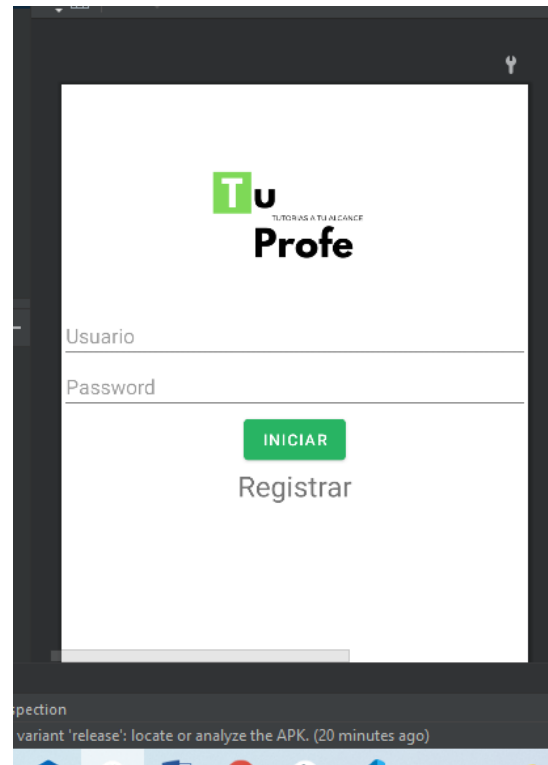 Tu
TUTORIAS A TU ALCANCE
Profe
Usuario
Password
INICIAR
Registrar
spection
variant 'release': locate or analyze the APK. (20 minutes ago)